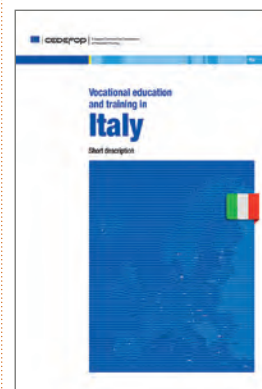 CEDEFOP
Vocational education
and training in
Italy
Short description